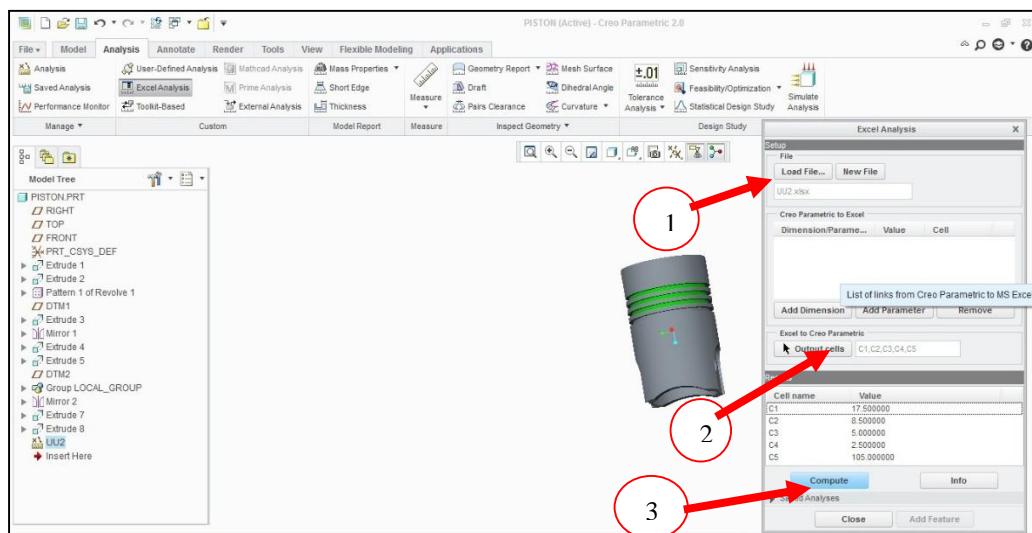 PISTON (Active) - Creo Parametric 2.0
File Model Analysis Annotate Render Tools View Flexible Modeling Applications
Analysis User-Defined Analysis Mathcad Analysis Mass Properties Geometry Report Mesh Surface Sensitivity Analysis
Saved Analysis Excel Analysis Prime Analysis Short Edge Measure Draft Dihedral Angle ±.01 Tolerance Analysis Feasibility/Optimization Simulate Analysis
Performance Monitor Toolkit-Based External Analysis Thickness Pairs Clearance Curvature Statistical Design Study
Manage Custom Model Report Measure Inspect Geometry Design Study
Model Tree
PISTON.PRT
RIGHT
TOP
FRONT
PRT_CSYS_DEF
Extrude 1
Extrude 2
Pattern 1 of Revolve 1
DTM1
Extrude 3
Mirror 1
Extrude 4
Extrude 5
DTM2
Group LOCAL_GROUP
Mirror 2
Extrude 7
Extrude 8
UU2
Insert Here
1
2
3
Excel Analysis
Setup
File
Load File... New File
UU2.xlsx
Creo Parametric to Excel
Dimension/Parame... Value Cell
List of links from Creo Parametric to MS Exce
Add Dimension Add Parameter Remove
Excel to Creo Parametric
Output cells C1,C2,C3,C4,C5
Cell name Value
C1 17.500000
C2 8.500000
C3 5.000000
C4 2.500000
C5 105.000000
Compute Info
Analyses
Close Add Feature